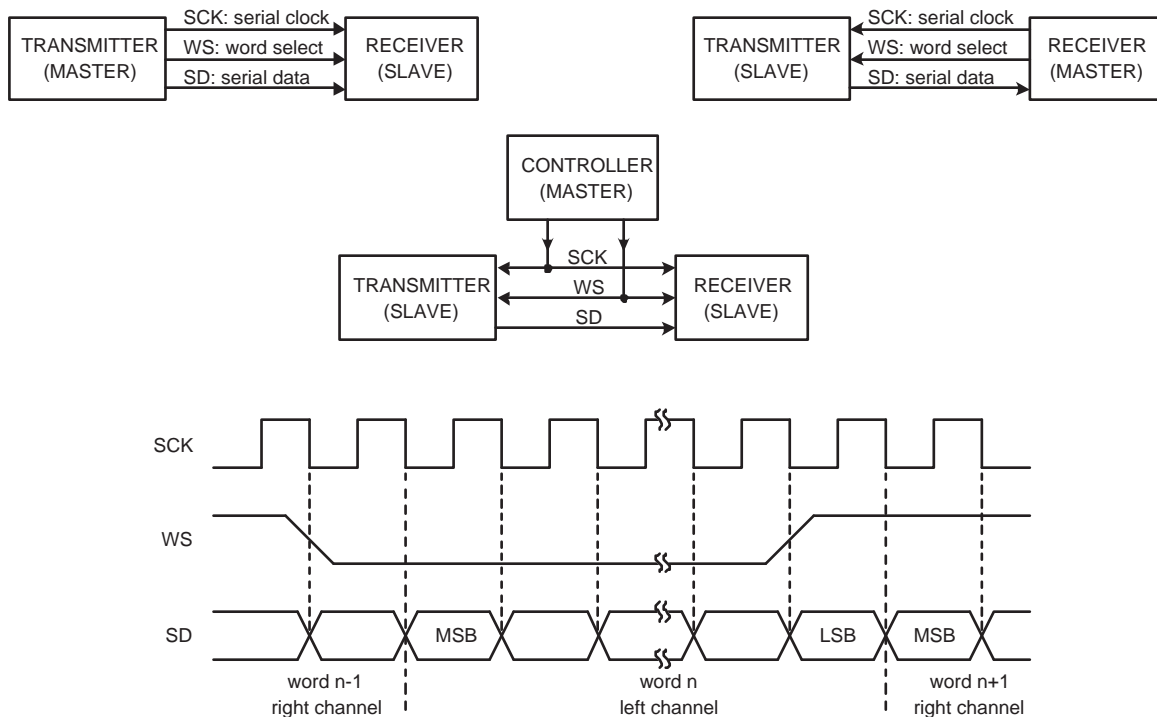 SCK: serial clock
TRANSMITTER
(MASTER)
WS: word select
RECEIVER
(SLAVE)
SD: serial data
SCK: serial clock
TRANSMITTER
(SLAVE)
WS: word select
RECEIVER
(MASTER)
SD: serial data
CONTROLLER
(MASTER)
SCK
TRANSMITTER
(SLAVE)
WS
RECEIVER
(SLAVE)
SD
SCK
WS
SD
MSB
LSB
MSB
word n-1
right channel
word n
left channel
word n+1
right channel